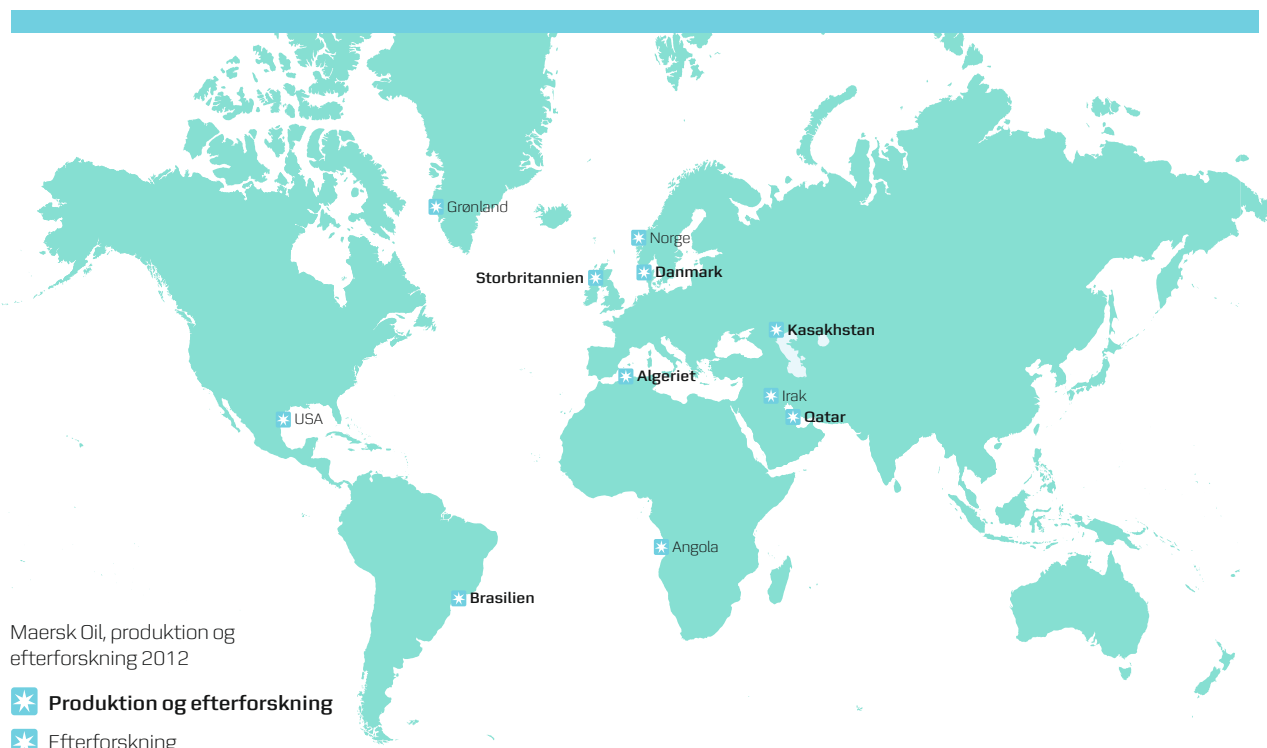 Grønland
Norge
Danmark
Storbritannien
Kasakhstan
Algeriet
Irak
Qatar
USA
Angola
Brasilien
Maersk Oil, produktion og
efterforskning 2012
Produktion og efterforskning
Efterforskning